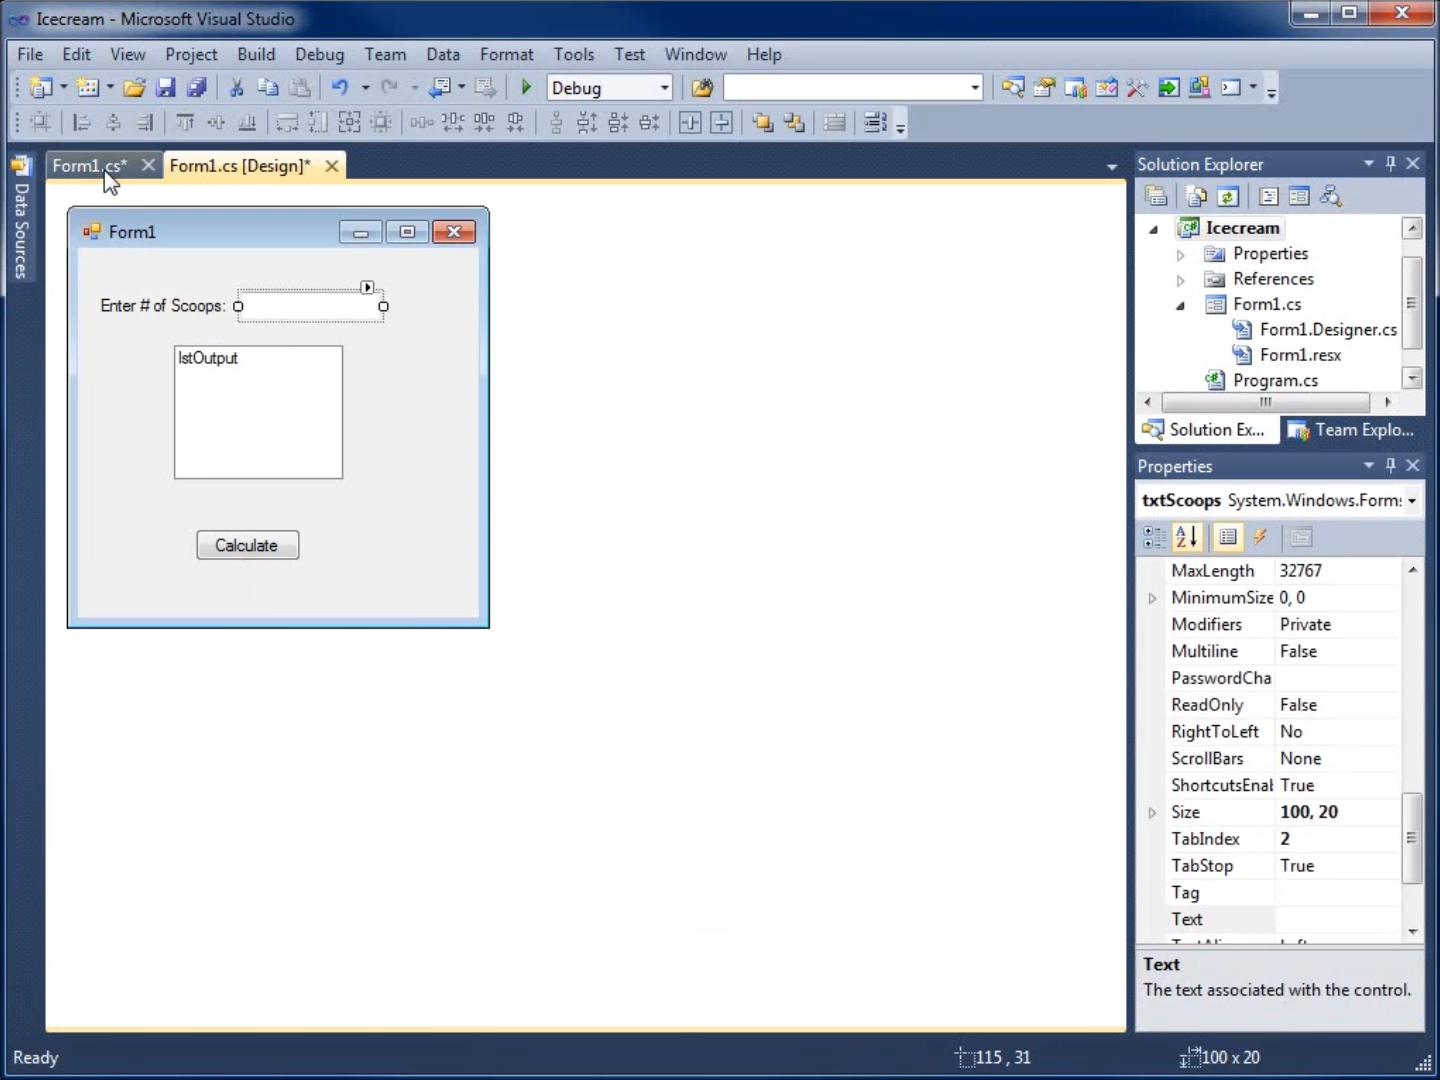 Icecream - Microsoft Visual Studio
File Edit View Project Build Debug Team Data Format Tools Test Window Help
Debug
Form1.cs* Form1.cs [Design]*
Data Sources
Form1
Enter # of Scoops:
lstOutput
Calculate
Solution Explorer
Icecream
Properties
References
Form1.cs
Form1.Designer.cs
Form1.resx
Program.cs
Solution Ex... Team Explo...
Properties
txtScoops System.Windows.Forms
A
Z
MaxLength 32767
MinimumSize 0, 0
Modifiers Private
Multiline False
PasswordCha
ReadOnly False
RightToLeft No
ScrollBars None
ShortcutsEnal True
Size 100, 20
TabIndex 2
TabStop True
Tag
Text
Text
The text associated with the control.
Ready 115 , 31 100 x 20